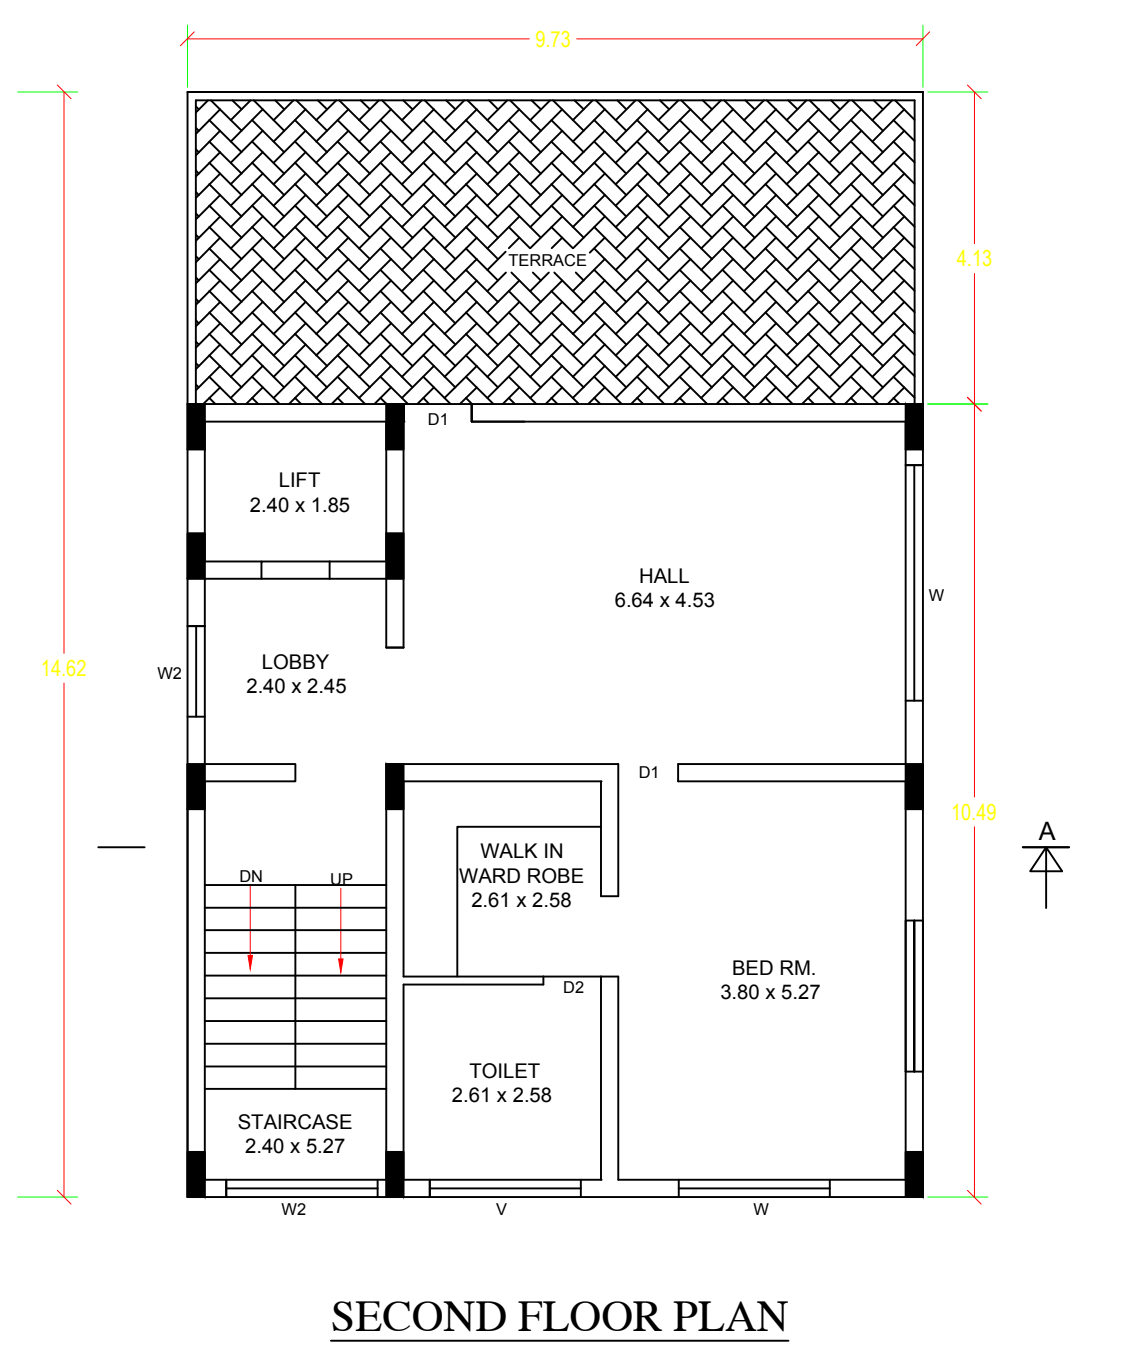 9.73
TERRACE
4.13
D1
LIFT
2.40 x 1.85
HALL
6.64 x 4.53
W
LOBBY
2.40 x 2.45
W2
14.62
D1
10.49
A
WALK IN
WARD ROBE
2.61 x 2.58
DN
UP
BED RM.
3.80 x 5.27
D2
TOILET
2.61 x 2.58
STAIRCASE
2.40 x 5.27
W2
V
W
SECOND FLOOR PLAN